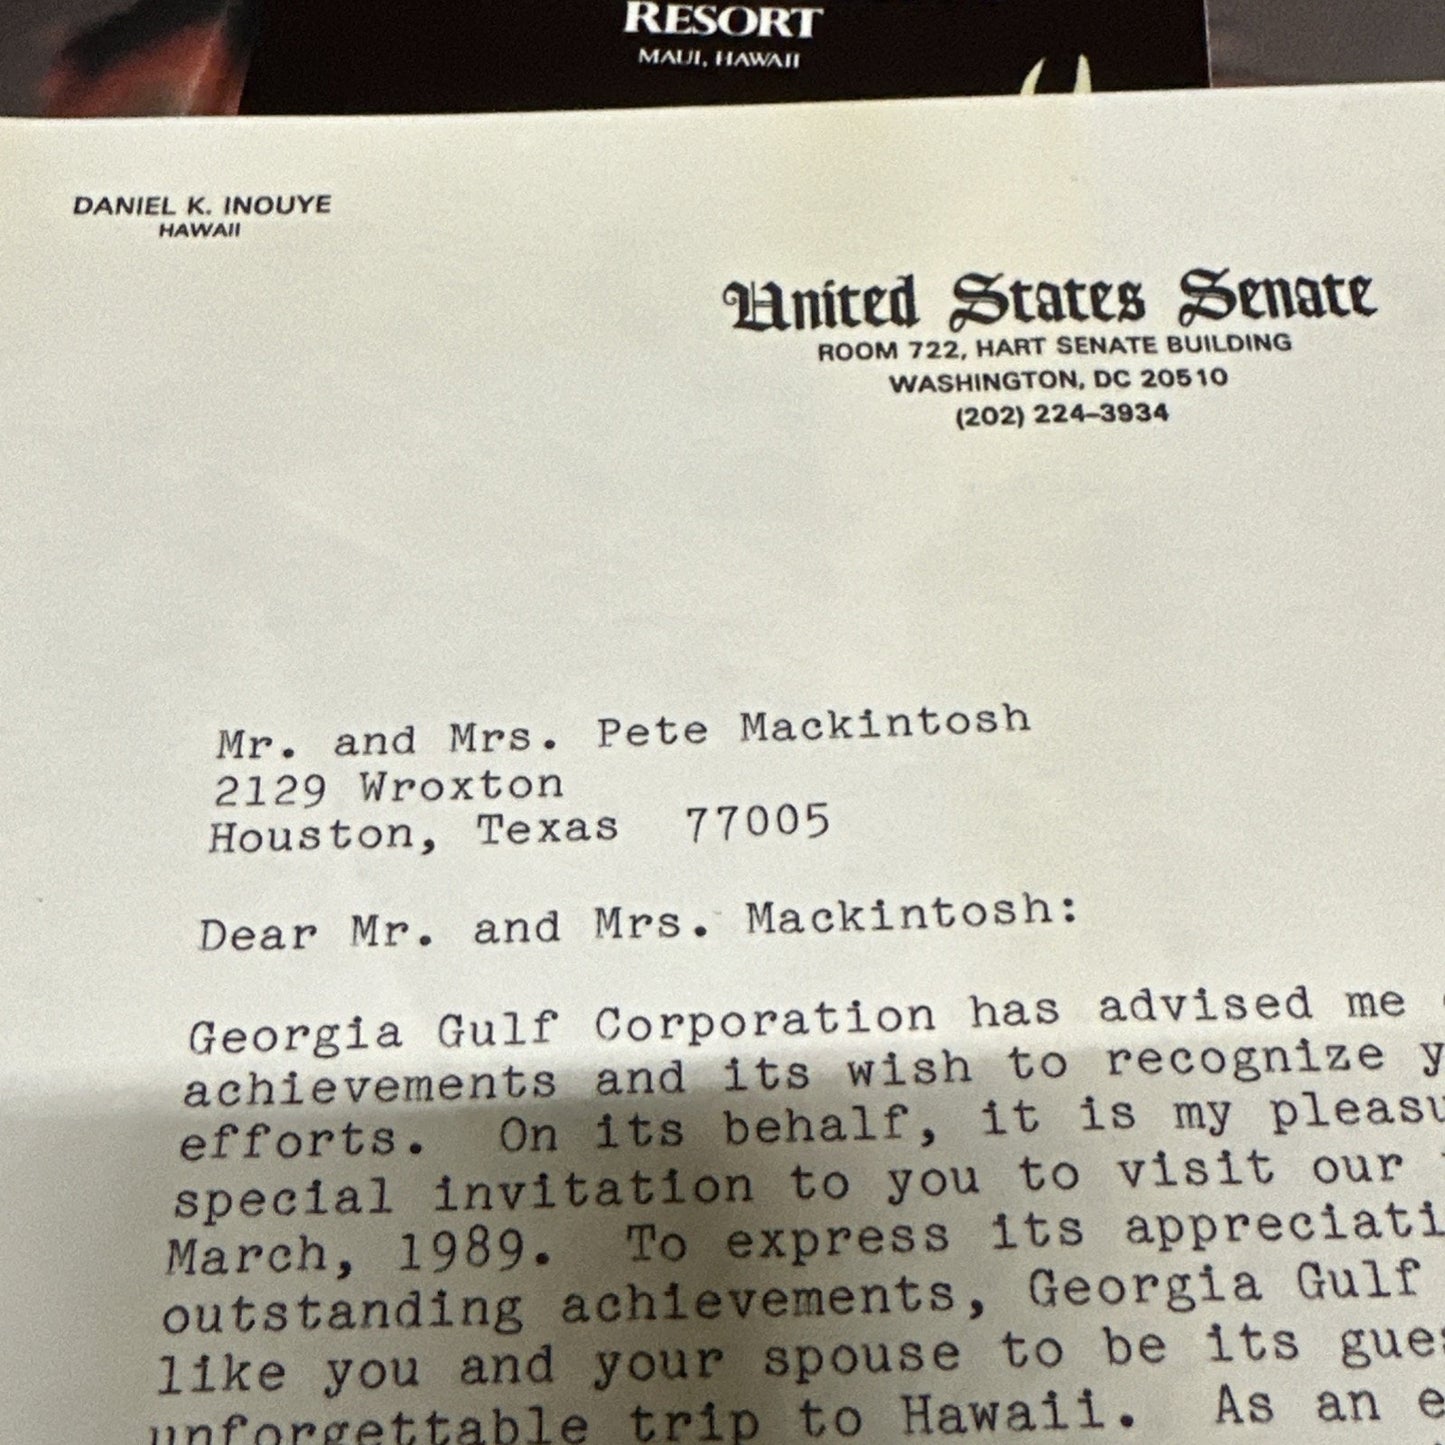 RESORT
MAUI, HAWAII
DANIEL K. INOUYE
HAWAII
United States Senate
ROOM 722, HART SENATE BUILDING
WASHINGTON, DC 20510
(202) 224–3934
Mr. and Mrs. Pete Mackintosh
2129 Wroxton
Houston, Texas 77005
Dear Mr. and Mrs. Mackintosh:
Georgia Gulf Corporation has advised me
achievements and its wish to recognize
efforts. On its behalf, it is my
special invitation to you to visit our
March, 1989. To express its
outstanding achievements, Georgia Gulf
like you and your spouse to be its
unforgettable trip to Hawaii. As an